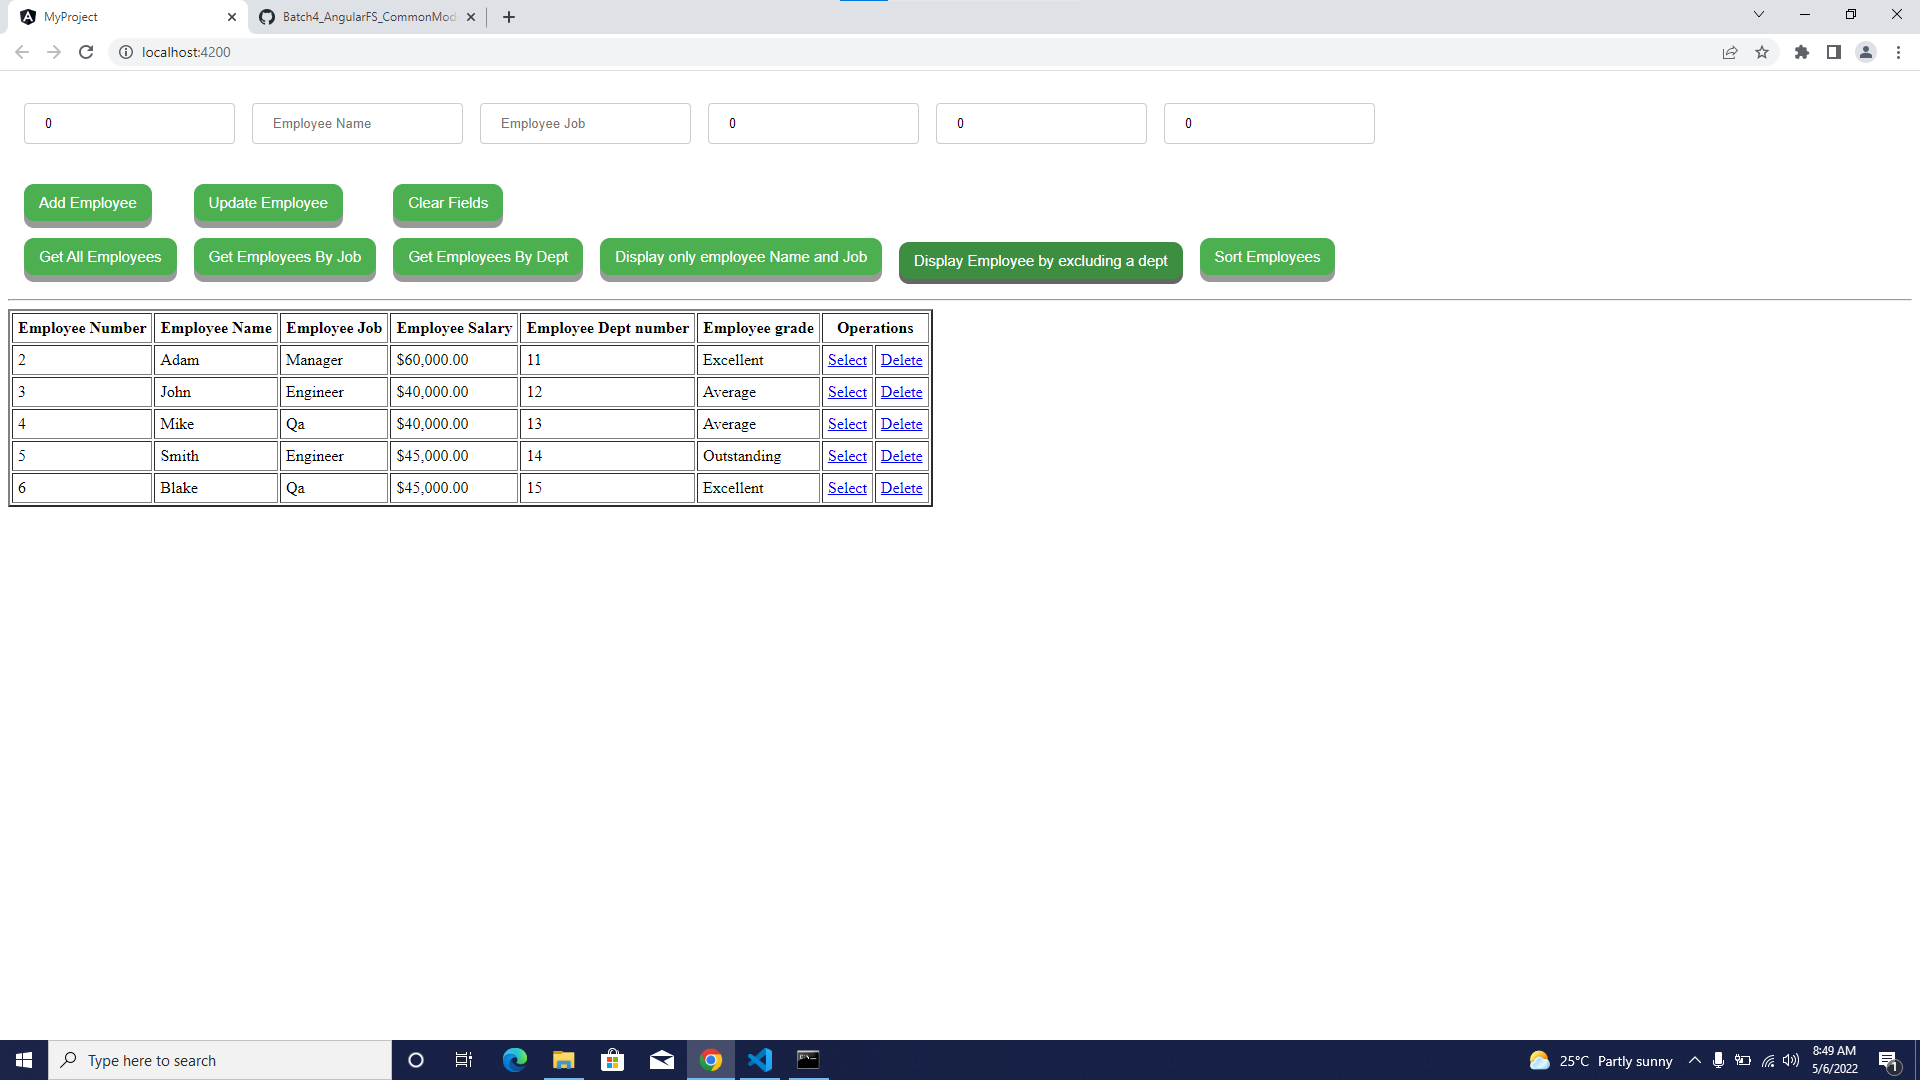 MyProject
Batch4_AngularFS_CommonMod
localhost:4200
0 Employee Name Employee Job 0 0 0
Add Employee Update Employee Clear Fields
Get All Employees Get Employees By Job Get Employees By Dept Display only employee Name and Job Display Employee by excluding a dept Sort Employees
Employee Number Employee Name Employee Job Employee Salary Employee Dept number Employee grade Operations
2 Adam Manager $60,000.00 11 Excellent Select Delete
3 John Engineer $40,000.00 12 Average Select Delete
4 Mike Qa $40,000.00 13 Average Select Delete
5 Smith Engineer $45,000.00 14 Outstanding Select Delete
6 Blake Qa $45,000.00 15 Excellent Select Delete
Type here to search
25°C Partly sunny
8:49 AM
5/6/2022
1